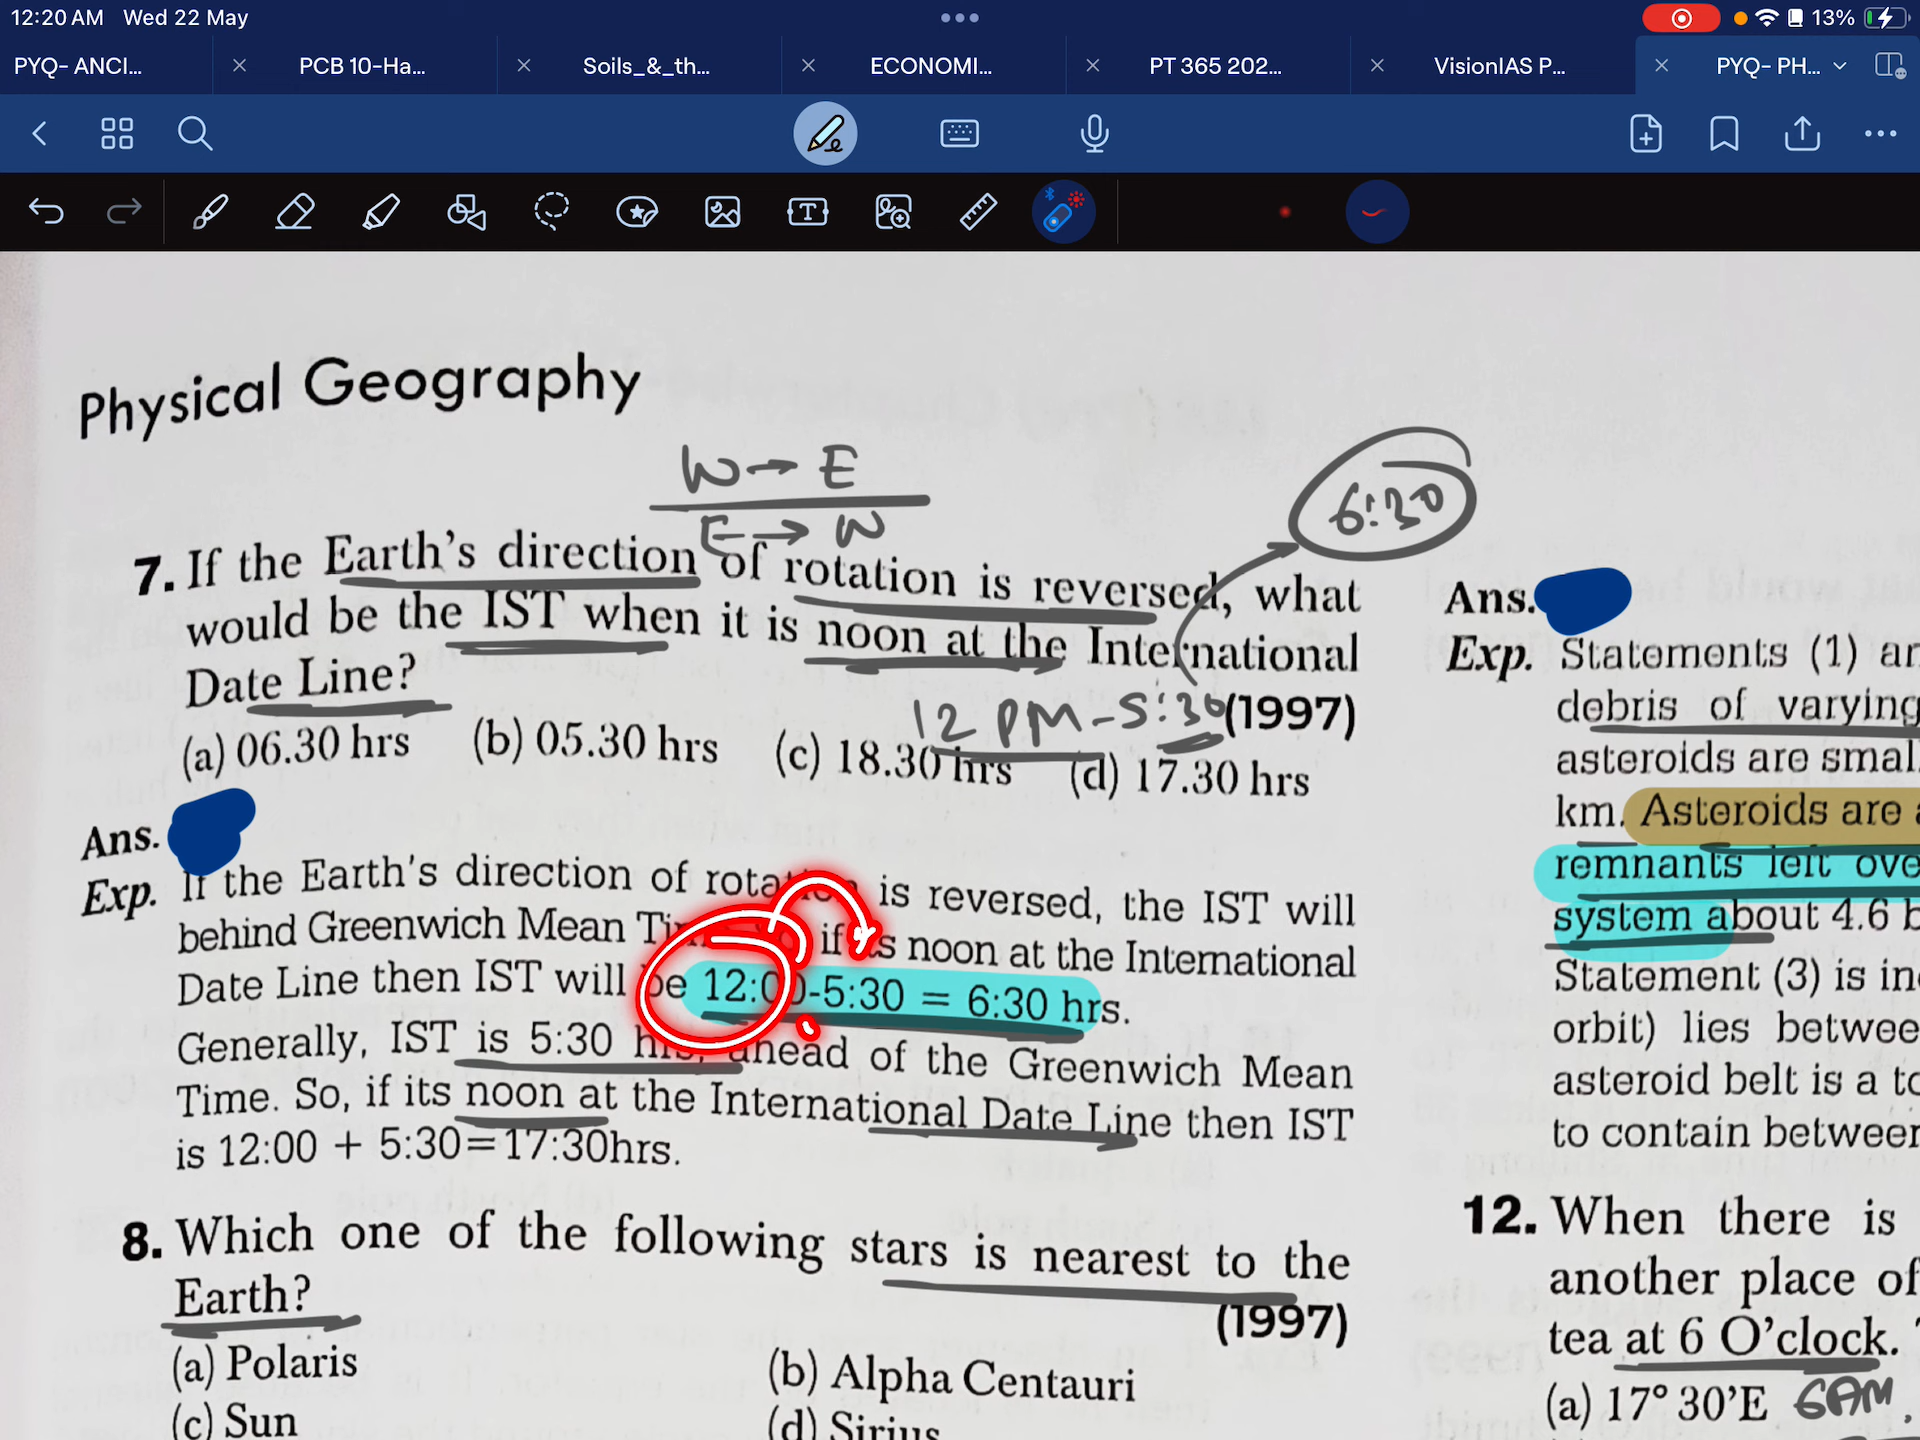 12:20 AM Wed 22 May
13%
PYQ- ANCI...
PCB 10-Ha...
Soils_&_th...
ECONOMI...
PT 365 202...
VisionIAS P...
PYQ- PH...
Physical Geography
W → E
E → W
6:30
7. If the Earth's direction of rotation is reversed, what
would be the IST when it is noon at the International
Date Line?
12 PM - 5:30
(1997)
(a) 06.30 hrs (b) 05.30 hrs (c) 18.30 hrs (d) 17.30 hrs
Ans.
Exp. If the Earth's direction of is reversed, the IST will
behind Greenwich Mean if noon at the International
Date Line then IST will be 12:00-5:30 = 6:30 hrs.
Generally, IST is 5:30 hrs, ahead of the Greenwich Mean
Time. So, if its noon at the International Date Line then IST
is 12:00 + 5:30=17:30hrs.
8. Which one of the following stars is nearest to the
Earth?
(1997)
(a) Polaris (b) Alpha Centauri
(c) Sun (d) Sirius
Ans.
Exp. Statements (1)
debris of varying
asteroids are
km. Asteroids are
remnants left
system about 4.6
Statement (3) is
orbit) lies
asteroid belt is a
to contain
12. When there is
another place of
tea at 6 O'clock.
(a) 17° 30'E 6AM